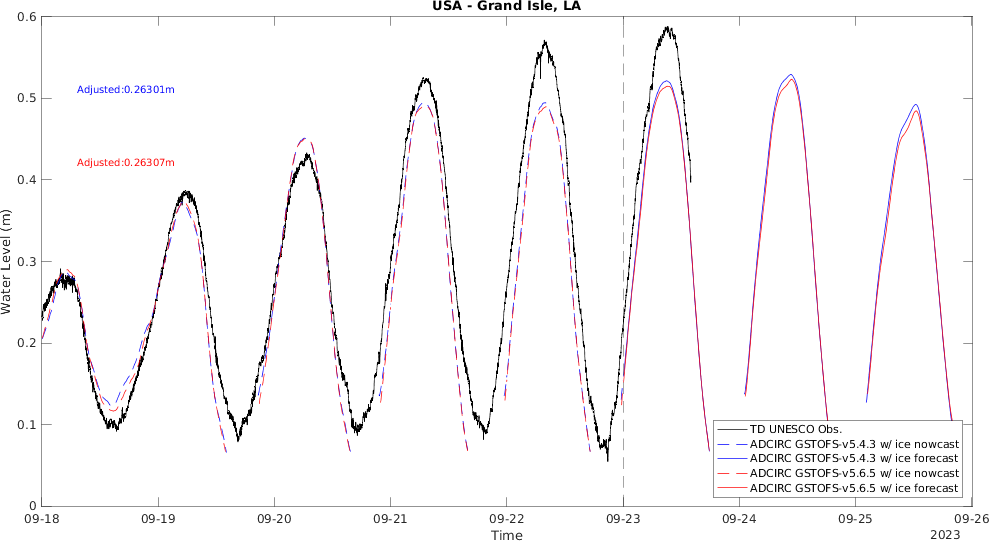 USA - Grand Isle, LA
0.6
Adjusted:0.26301m
0.5
Adjusted:0.26307m
0.4
Water Level (m)
0.3
0.2
0.1
0
TD UNESCO Obs.
ADCIRC GSTOFS-v5.4.3 w/ ice nowcast
ADCIRC GSTOFS-v5.4.3 w/ ice forecast
ADCIRC GSTOFS-v5.6.5 w/ ice nowcast
ADCIRC GSTOFS-v5.6.5 w/ ice forecast
09-18 09-19 09-20 09-21 09-22 09-23 09-24 09-25 09-26
Time
2023